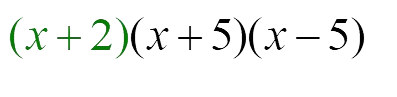 (x + 2)(x + 5)(x − 5)